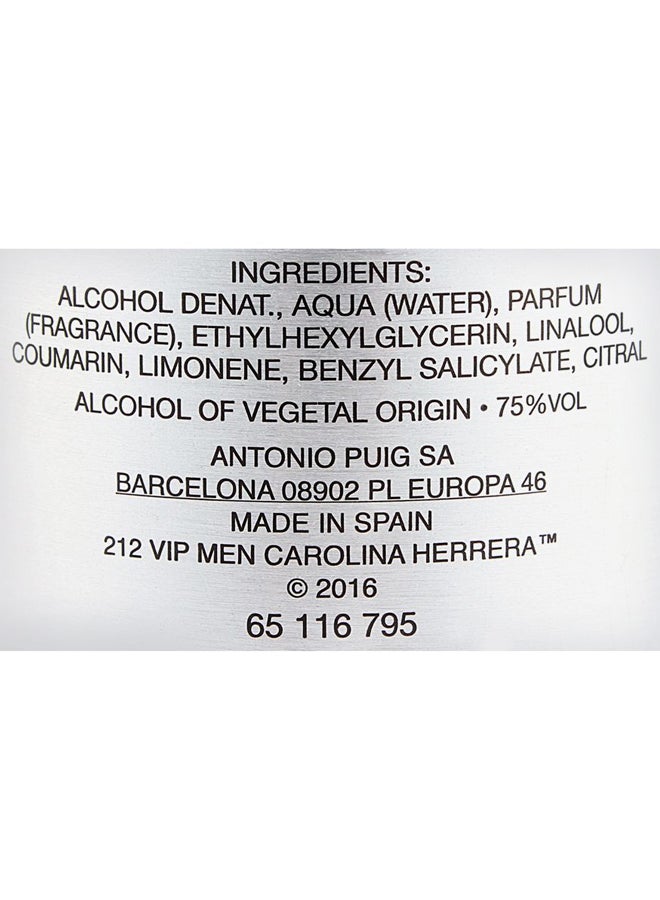 INGREDIENTS:
ALCOHOL DENAT., AQUA (WATER), PARFUM
(FRAGRANCE), ETHYLHEXYLGLYCERIN, LINALOOL,
COUMARIN, LIMONENE, BENZYL SALICYLATE, CITRAL
ALCOHOL OF VEGETAL ORIGIN • 75%VOL
ANTONIO PUIG SA
BARCELONA 08902 PL EUROPA 46
MADE IN SPAIN
212 VIP MEN CAROLINA HERRERA™
© 2016
65 116 795